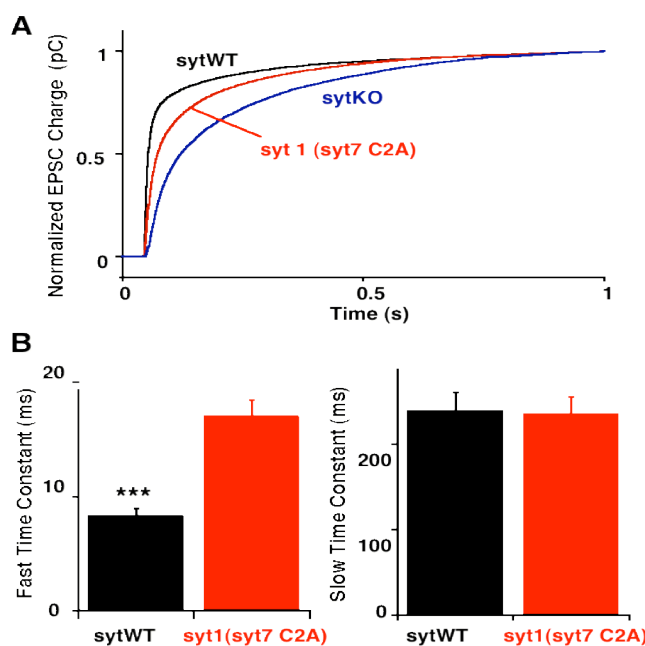 A
Normalized EPSC Charge (pC)
1
0.5
0
sytWT
sytKO
syt 1 (syt7 C2A)
0
0.5
1
Time (s)
B
Fast Time Constant (ms)
20
10
0
***
sytWT
syt1(syt7 C2A)
Slow Time Constant (ms)
200
100
0
sytWT
syt1(syt7 C2A)